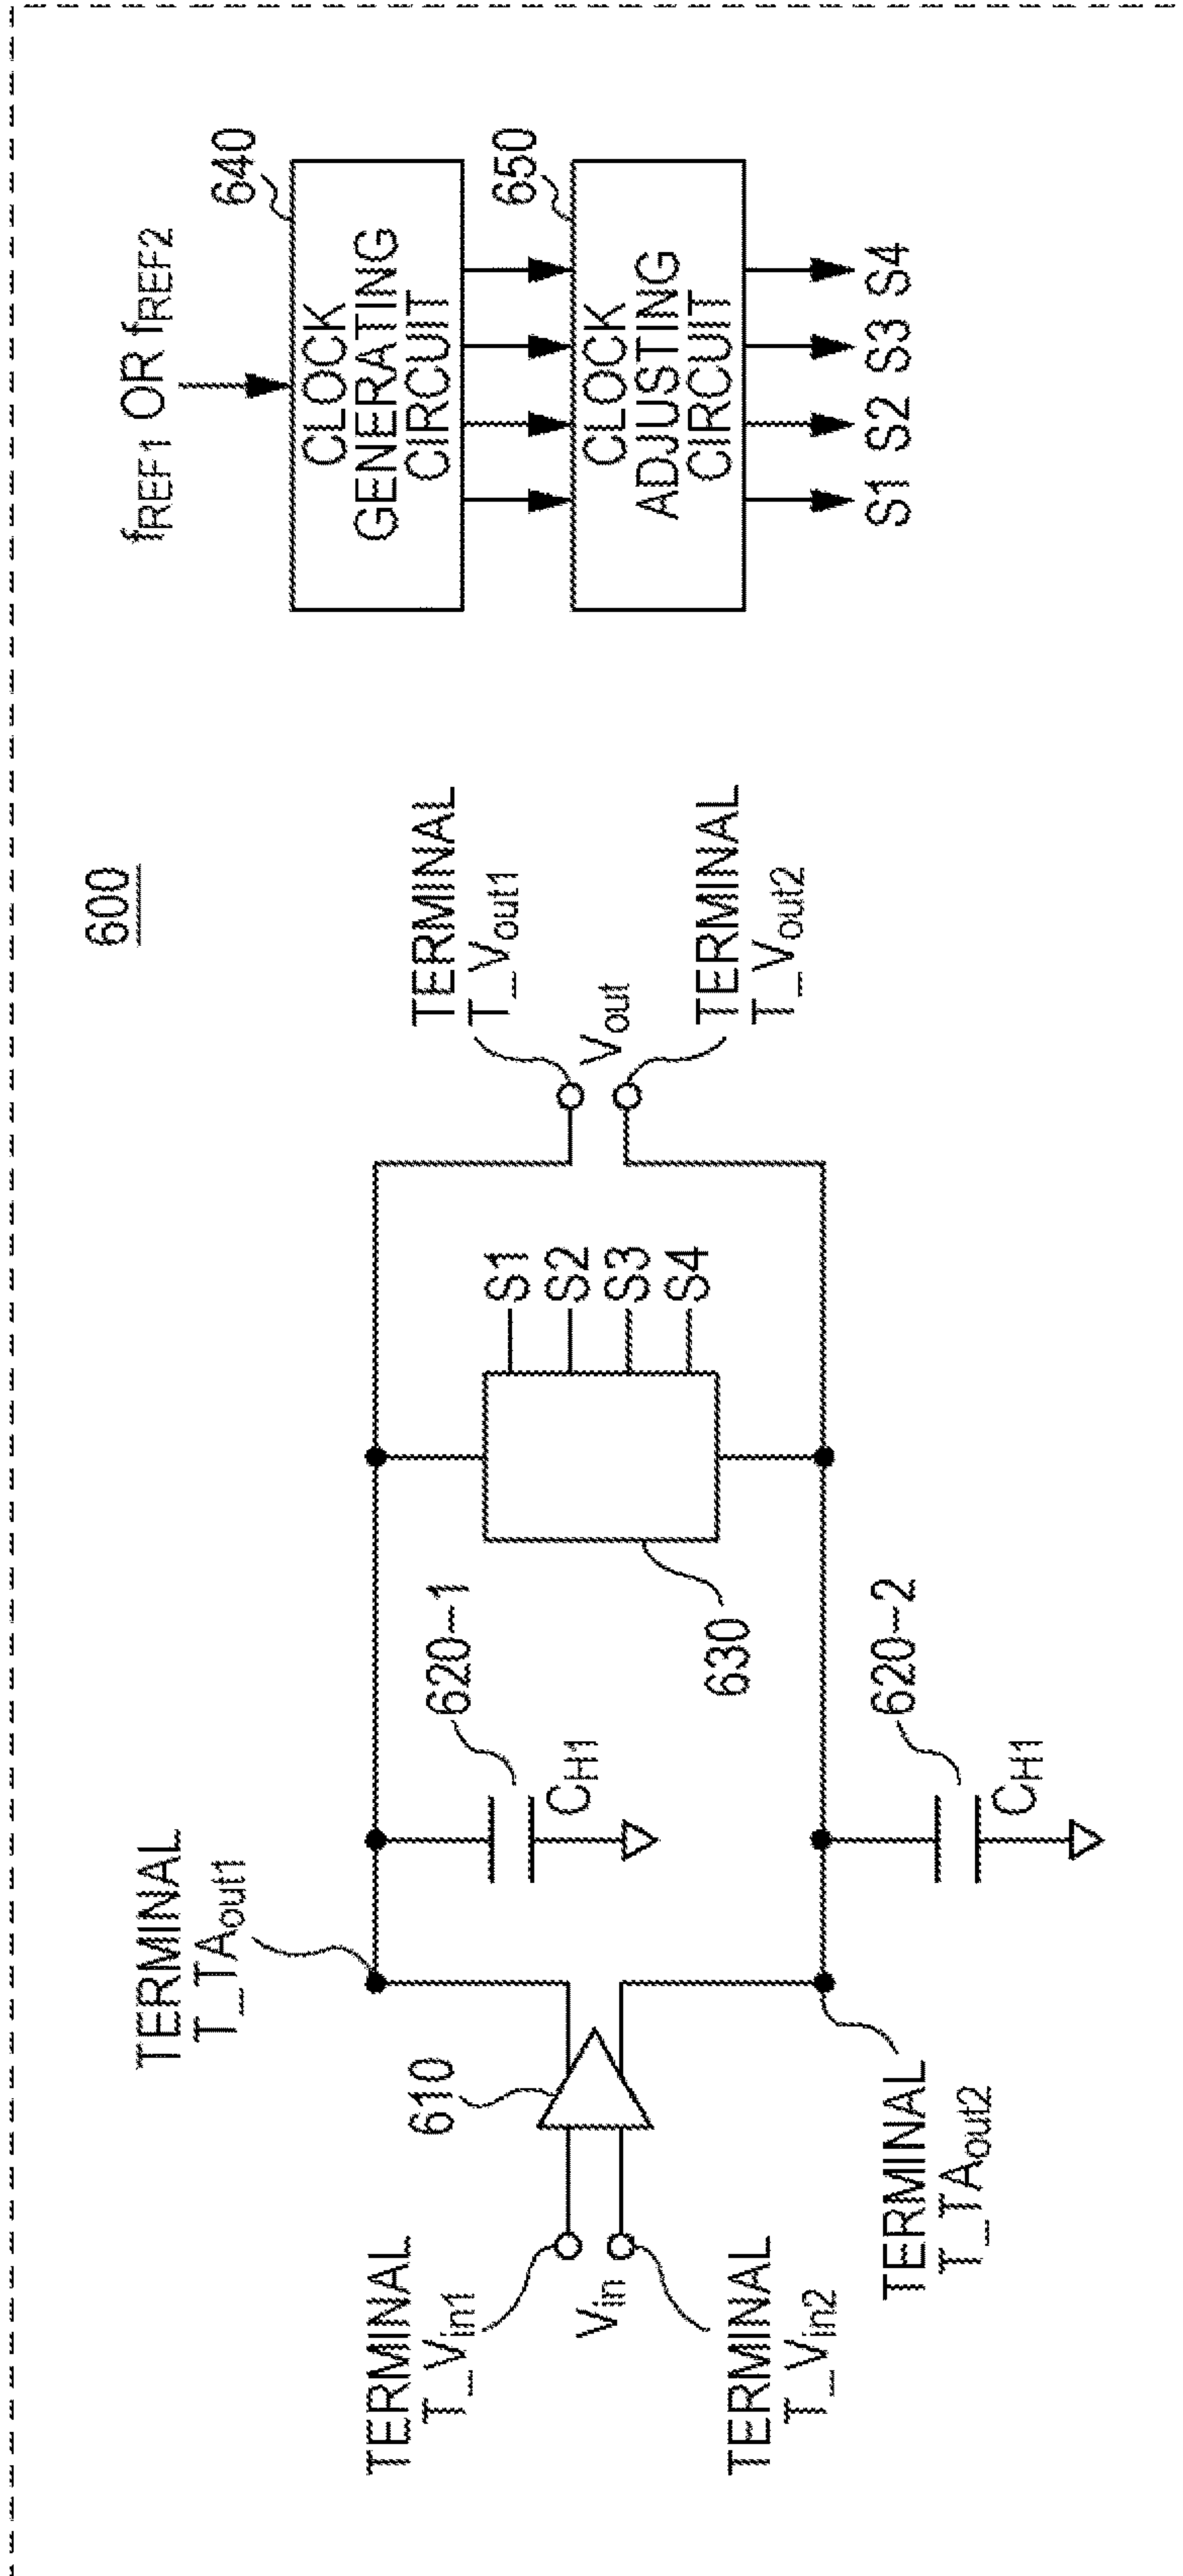 600
TERMINAL
T_TAout1
TERMINAL
T_Vin1
Vin
TERMINAL
T_Vin2
610
TERMINAL
T_TAout2
620-1
CH1
620-2
CH1
630
S1
S2
S3
S4
TERMINAL
T_Vout1
Vout
TERMINAL
T_Vout2
fREF1 OR fREF2
640
CLOCK
GENERATING
CIRCUIT
650
CLOCK
ADJUSTING
CIRCUIT
S1 S2 S3 S4